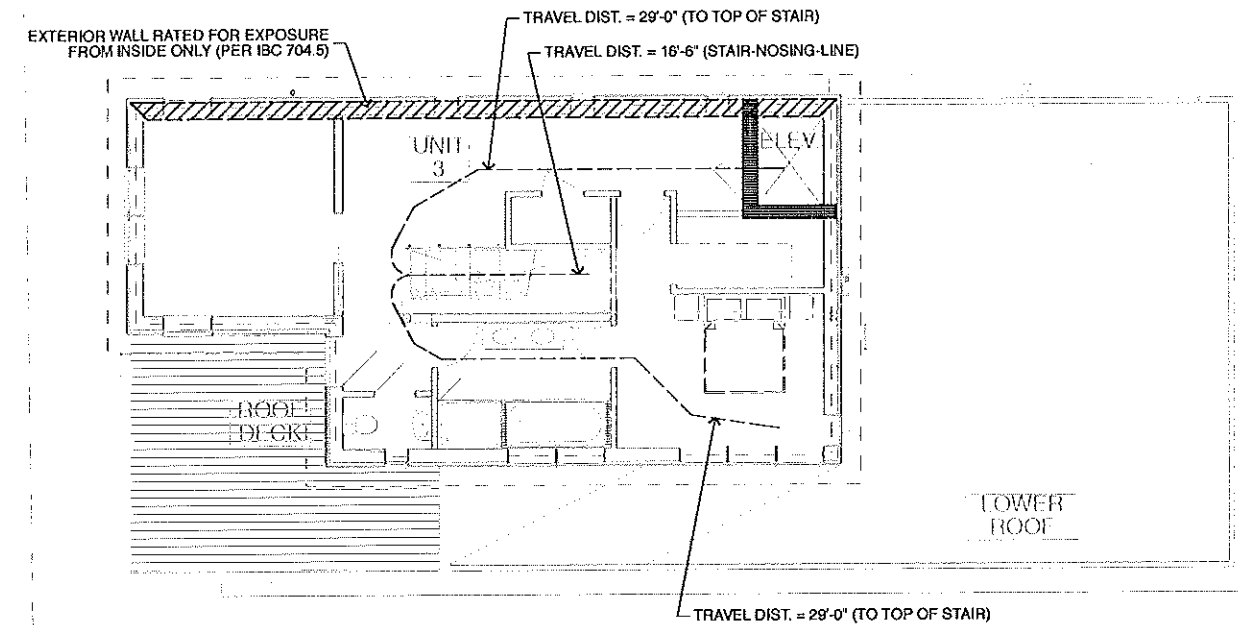 TRAVEL DIST. = 29'-0" (TO TOP OF STAIR)
EXTERIOR WALL RATED FOR EXPOSURE
FROM INSIDE ONLY (PER IBC 704.5)
TRAVEL DIST. = 16'-6" (STAIR-NOSING-LINE)
UNIT
3
ELEV.
ROOF
DECK
LOWER
ROOF
TRAVEL DIST. = 29'-0" (TO TOP OF STAIR)